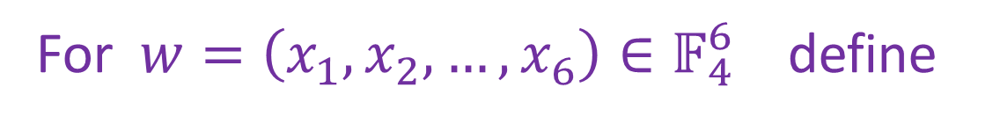 For w = (x₁, x₂, … , x₆) ∈ 𝔽₄⁶ define